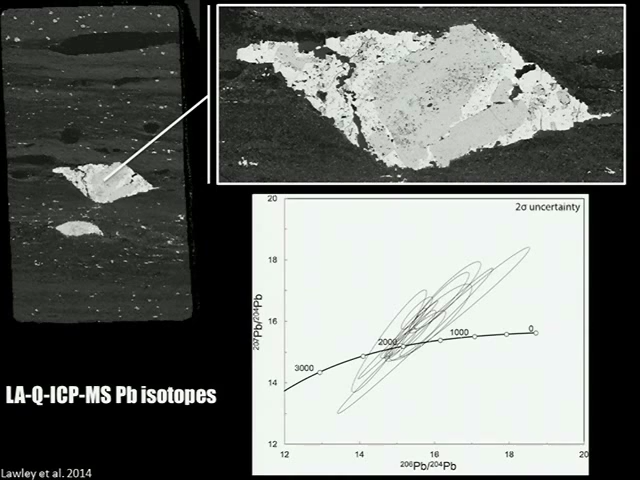 20
2σ uncertainty
18
16
14
12
²⁰⁷Pb/²⁰⁴Pb
3000
2000
1000
0
12
14
16
18
20
²⁰⁶Pb/²⁰⁴Pb
LA-Q-ICP-MS Pb isotopes
Lawley et al. 2014